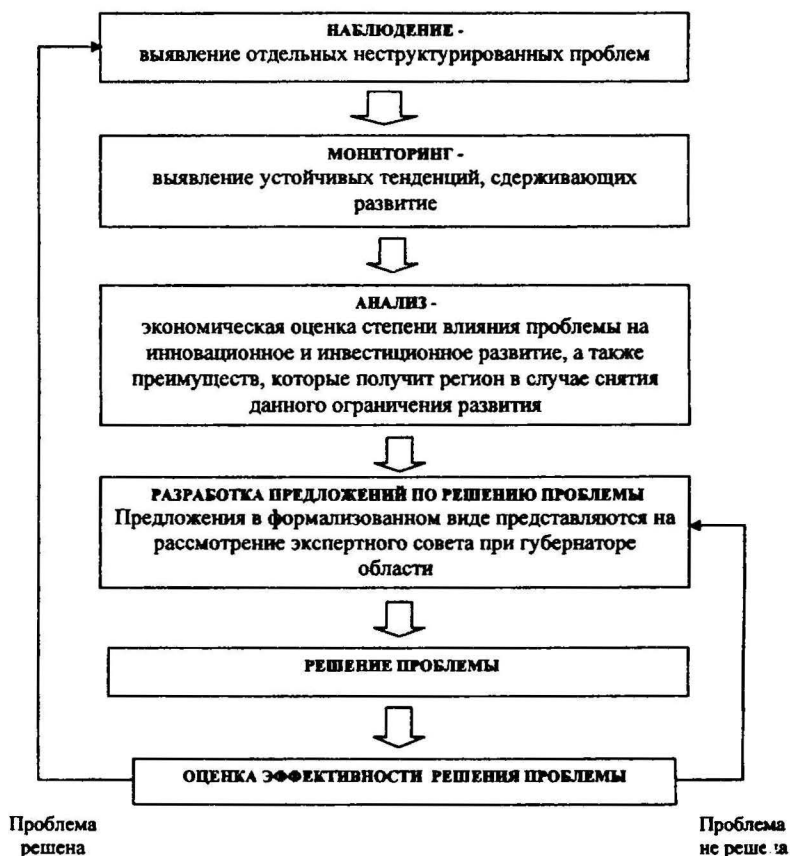 НАБЛЮДЕНИЕ -
выявление отдельных неструктурированных проблем
МОНИТОРИНГ -
выявление устойчивых тенденций, сдерживающих
развитие
АНАЛИЗ -
экономическая оценка степени влияния проблемы на
инновационное и инвестиционное развитие, а также
преимуществ, которые получит регион в случае снятия
данного ограничения развития
РАЗРАБОТКА ПРЕДЛОЖЕНИЙ ПО РЕШЕНИЮ ПРОБЛЕМЫ
Предложения в формализованном виде представляются на
рассмотрение экспертного совета при губернаторе
области
РЕШЕНИЕ ПРОБЛЕМЫ
ОЦЕНКА ЭФФЕКТИВНОСТИ РЕШЕНИЯ ПРОБЛЕМЫ
Проблема
решена
Проблема
не решена